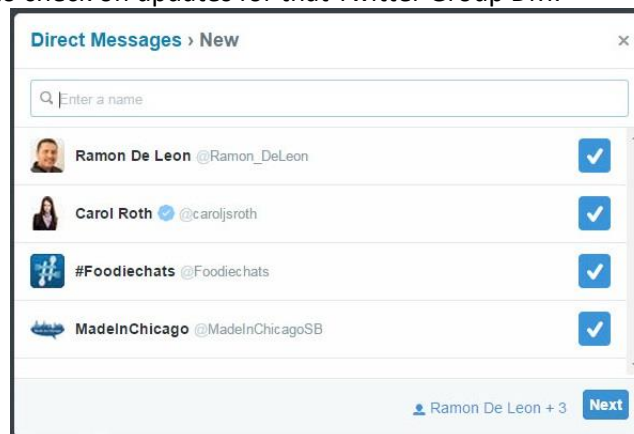 check on updates for that Twitter Group DM.
Direct Messages › New
×
Enter a name
Ramon De Leon @Ramon_DeLeon
Carol Roth @caroljsroth
#Foodiechats @Foodiechats
MadeInChicago @MadeInChicagoSB
Ramon De Leon + 3 Next